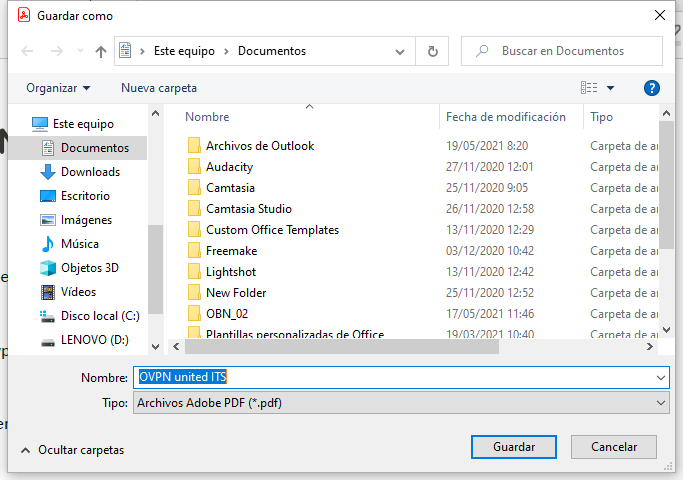 Guardar como
Este equipo > Documentos
Buscar en Documentos
Organizar Nueva carpeta
Este equipo
Documentos
Downloads
Escritorio
Imágenes
Música
Objetos 3D
Vídeos
Disco local (C:)
LENOVO (D:)
Nombre Fecha de modificación Tipo
Archivos de Outlook 19/05/2021 8:20 Carpeta de ar
Audacity 27/11/2020 12:01 Carpeta de ar
Camtasia 25/11/2020 9:05 Carpeta de ar
Camtasia Studio 26/11/2020 12:58 Carpeta de ar
Custom Office Templates 13/11/2020 12:29 Carpeta de ar
Freemake 03/12/2020 10:42 Carpeta de ar
Lightshot 13/11/2020 12:42 Carpeta de ar
New Folder 25/11/2020 12:52 Carpeta de ar
OBN_02 17/05/2021 11:46 Carpeta de ar
Plantillas personalizadas de Office 19/03/2021 10:40 Carpeta de ar
Nombre: OVPN united ITS
Tipo: Archivos Adobe PDF (*.pdf)
Ocultar carpetas Guardar Cancelar